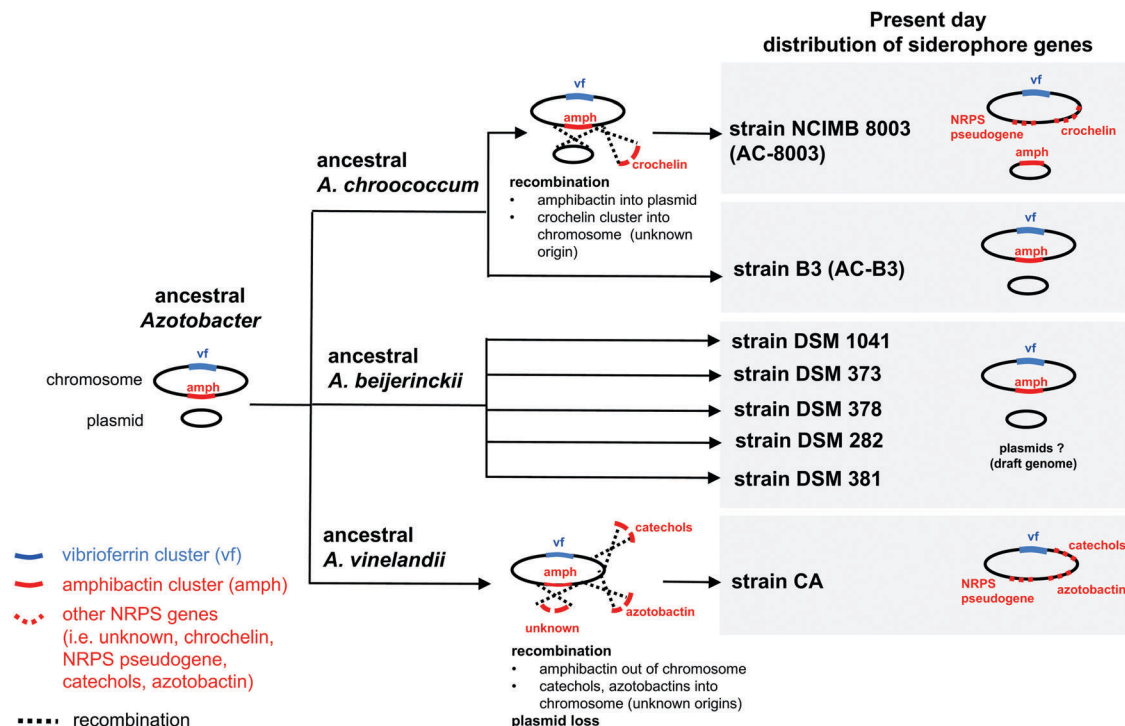 Present day
distribution of siderophore genes
vf
amph
crochelin
recombination
• amphibactin into plasmid
• crochelin cluster into
chromosome (unknown
origin)
strain NCIMB 8003
(AC-8003)
vf
NRPS
pseudogene
crochelin
amph
ancestral
A. chroococcum
strain B3 (AC-B3)
vf
amph
ancestral
Azotobacter
vf
chromosome
amph
plasmid
ancestral
A. beijerinckii
strain DSM 1041
strain DSM 373
strain DSM 378
strain DSM 282
strain DSM 381
vf
amph
plasmids ?
(draft genome)
ancestral
A. vinelandii
catechols
vf
amph
azotobactin
unknown
recombination
• amphibactin out of chromosome
• catechols, azotobactins into
chromosome (unknown origins)
plasmid loss
strain CA
vf
catechols
NRPS
pseudogene
azotobactin
vibrioferrin cluster (vf)
amphibactin cluster (amph)
other NRPS genes
(i.e. unknown, chrochelin,
NRPS pseudogene,
catechols, azotobactin)
recombination